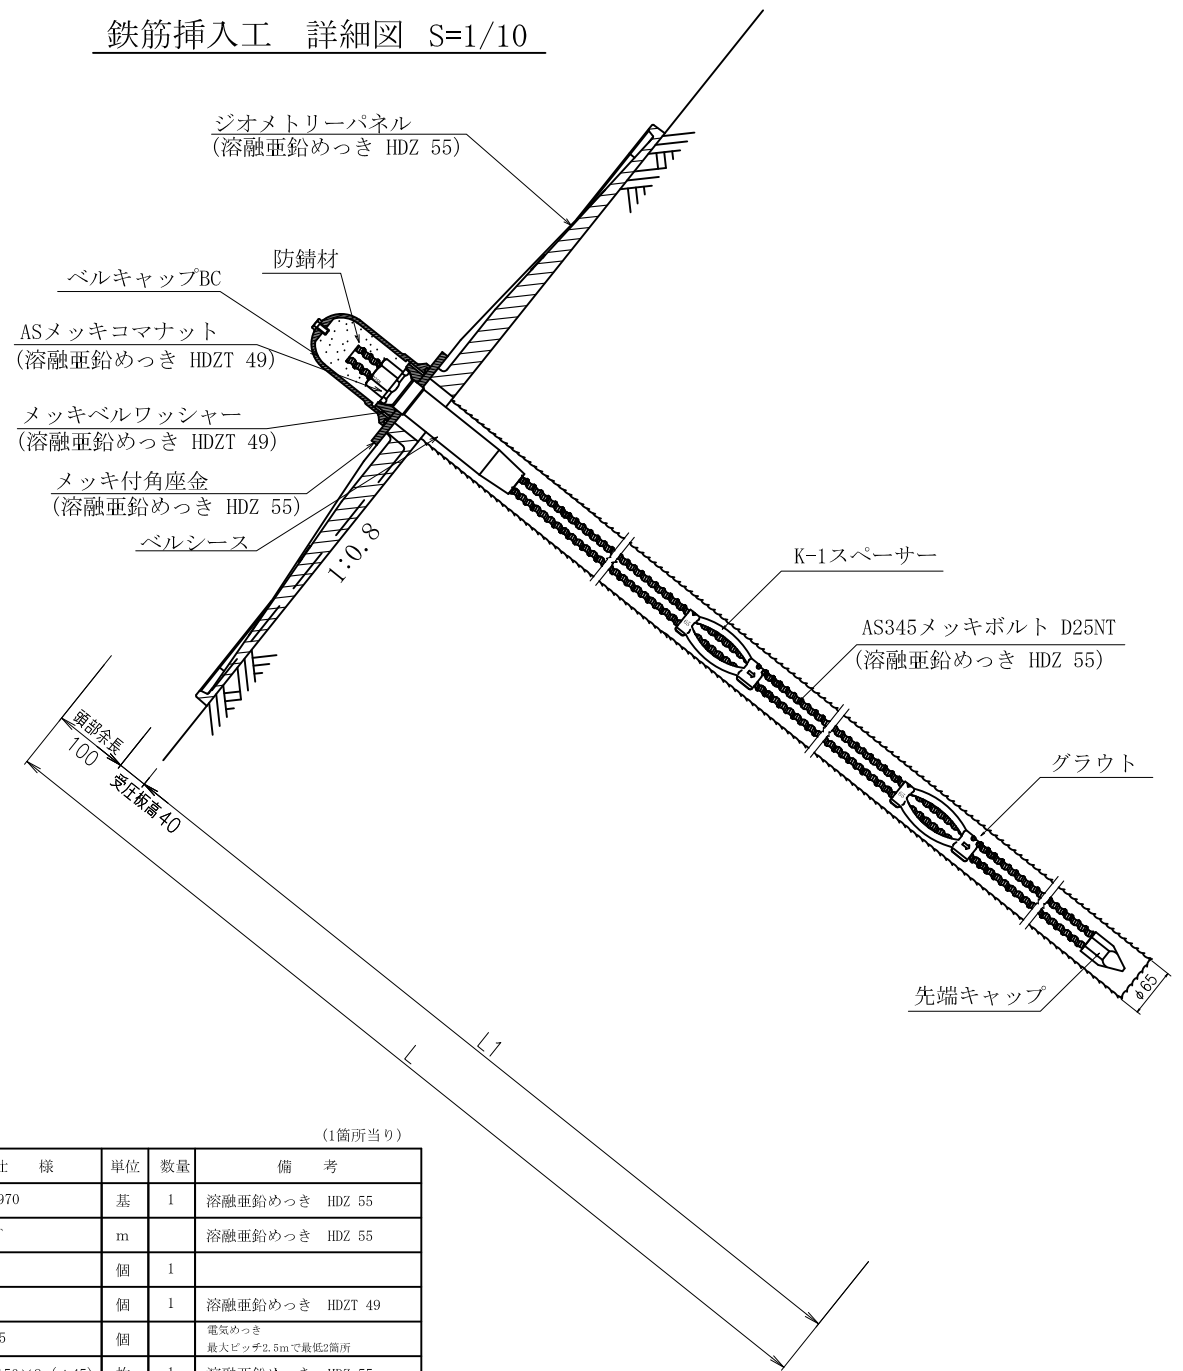 鉄筋挿入工　詳細図　S=1/10
ジオメトリーパネル
(溶融亜鉛めっき HDZ 55)
防錆材
ベルキャップBC
ASメッキコマナット
(溶融亜鉛めっき HDZT 49)
メッキベルワッシャー
(溶融亜鉛めっき HDZT 49)
メッキ付角座金
(溶融亜鉛めっき HDZ 55)
ベルシース
1:0.8
K-1スペーサー
AS345メッキボルト D25NT
(溶融亜鉛めっき HDZ 55)
グラウト
先端キャップ
φ65
頭部余長
100
受圧板高40
L1
L
(1箇所当り)
様 単位 数量 備　考
970 基 1 溶融亜鉛めっき HDZ 55
m 溶融亜鉛めっき HDZ 55
個 1
個 1 溶融亜鉛めっき HDZT 49
5 個 電気めっき
最大ピッチ2.5mで最低2箇所